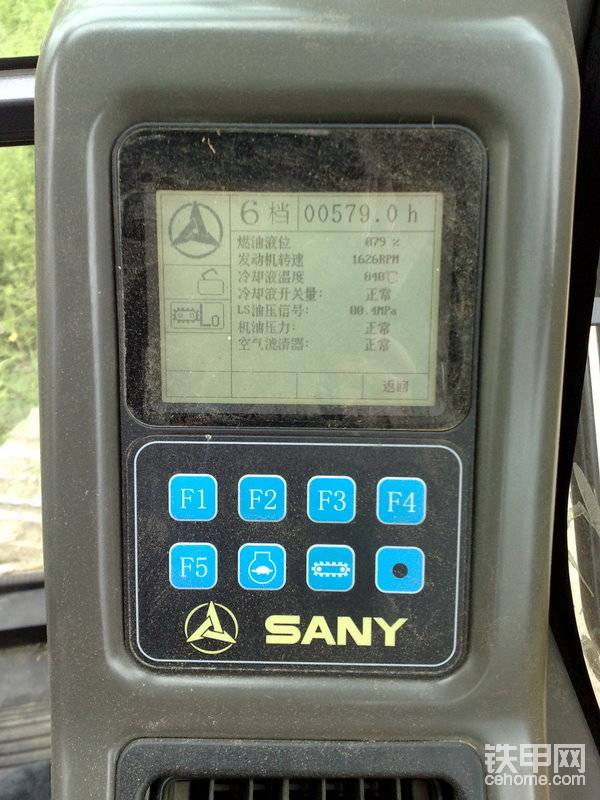 6档 00579.0 h
燃油液位 079 %
发动机转速 1626RPM
冷却液温度 040℃
冷却液开关量: 正常
LS油压信号: 00.4MPa
机油压力: 正常
空气滤清器: 正常
Lo
返回
F1 F2 F3 F4
F5
SANY
铁甲网
cehome.com